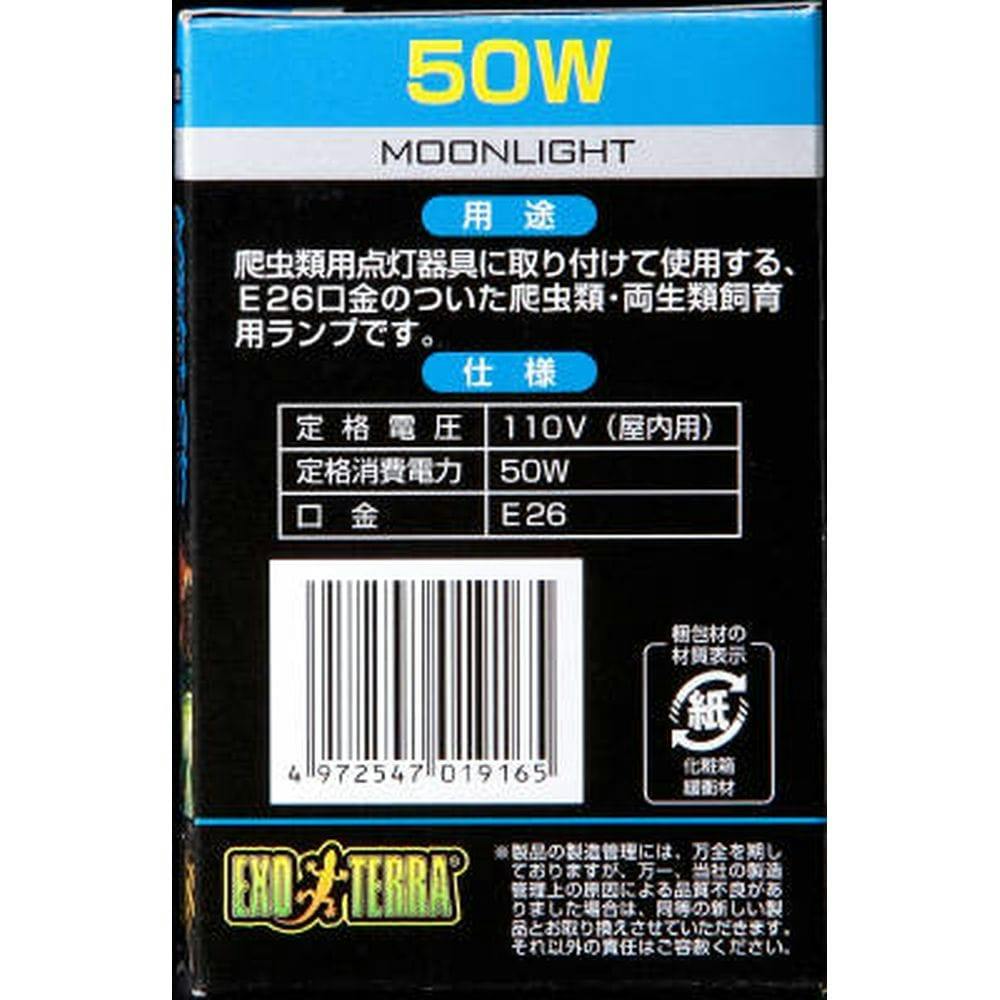 50W
MOONLIGHT
用 途
爬虫類用点灯器具に取り付けて使用する、
E26口金のついた爬虫類・両生類飼育
用ランプです。
仕 様
定格電圧 110V（屋内用）
定格消費電力 50W
口 金 E26
4 972547 019165
梱包材の
材質表示
紙
化粧箱
緩衝材
EXO TERRA®
※製品の製造管理には、万全を期し
ておりますが、万一、当社の製造
管理上の原因による品質不良があ
りました場合は、同等の新しい製
品とお取り換えさせていただきます。
それ以外の責任はご容赦ください。